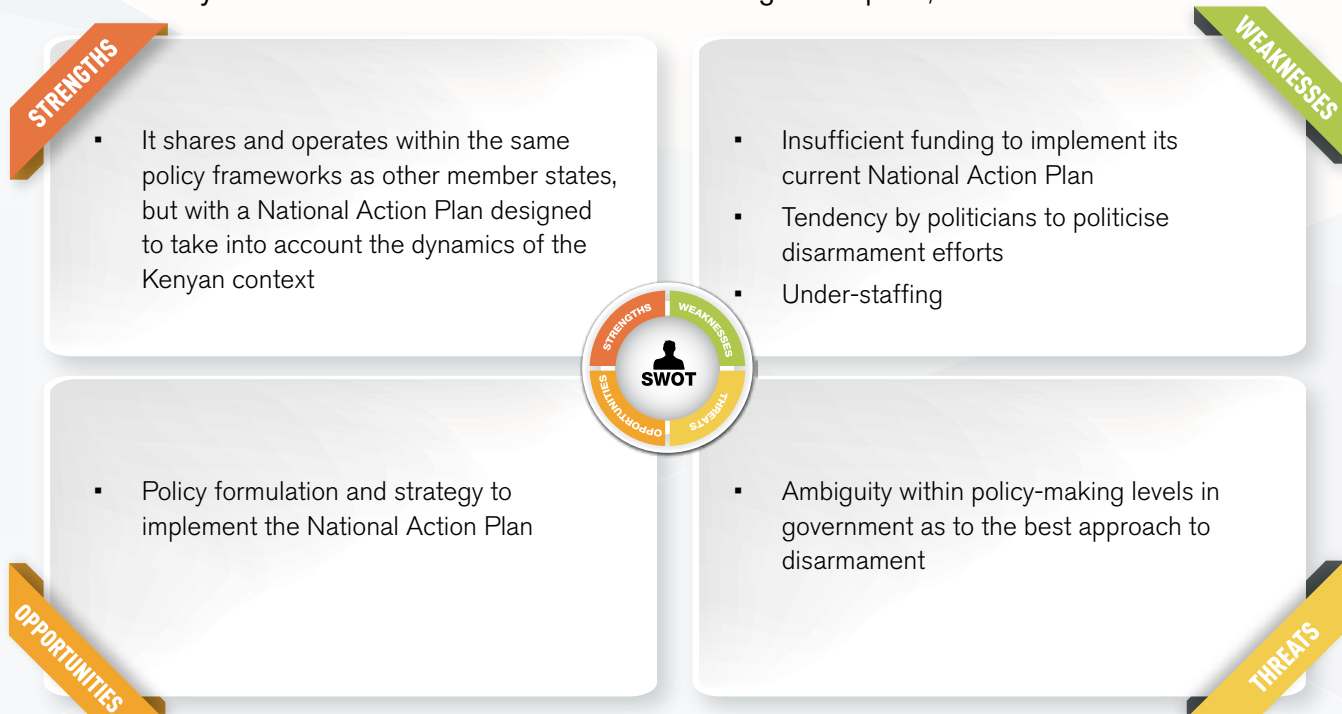 STRENGTHS
▪ It shares and operates within the same
policy frameworks as other member states,
but with a National Action Plan designed
to take into account the dynamics of the
Kenyan context
WEAKNESSES
▪ Insufficient funding to implement its
current National Action Plan
▪ Tendency by politicians to politicise
disarmament efforts
▪ Under-staffing
STRENGTHS
WEAKNESSES
SWOT
OPPORTUNITIES
THREATS
▪ Policy formulation and strategy to
implement the National Action Plan
OPPORTUNITIES
▪ Ambiguity within policy-making levels in
government as to the best approach to
disarmament
THREATS